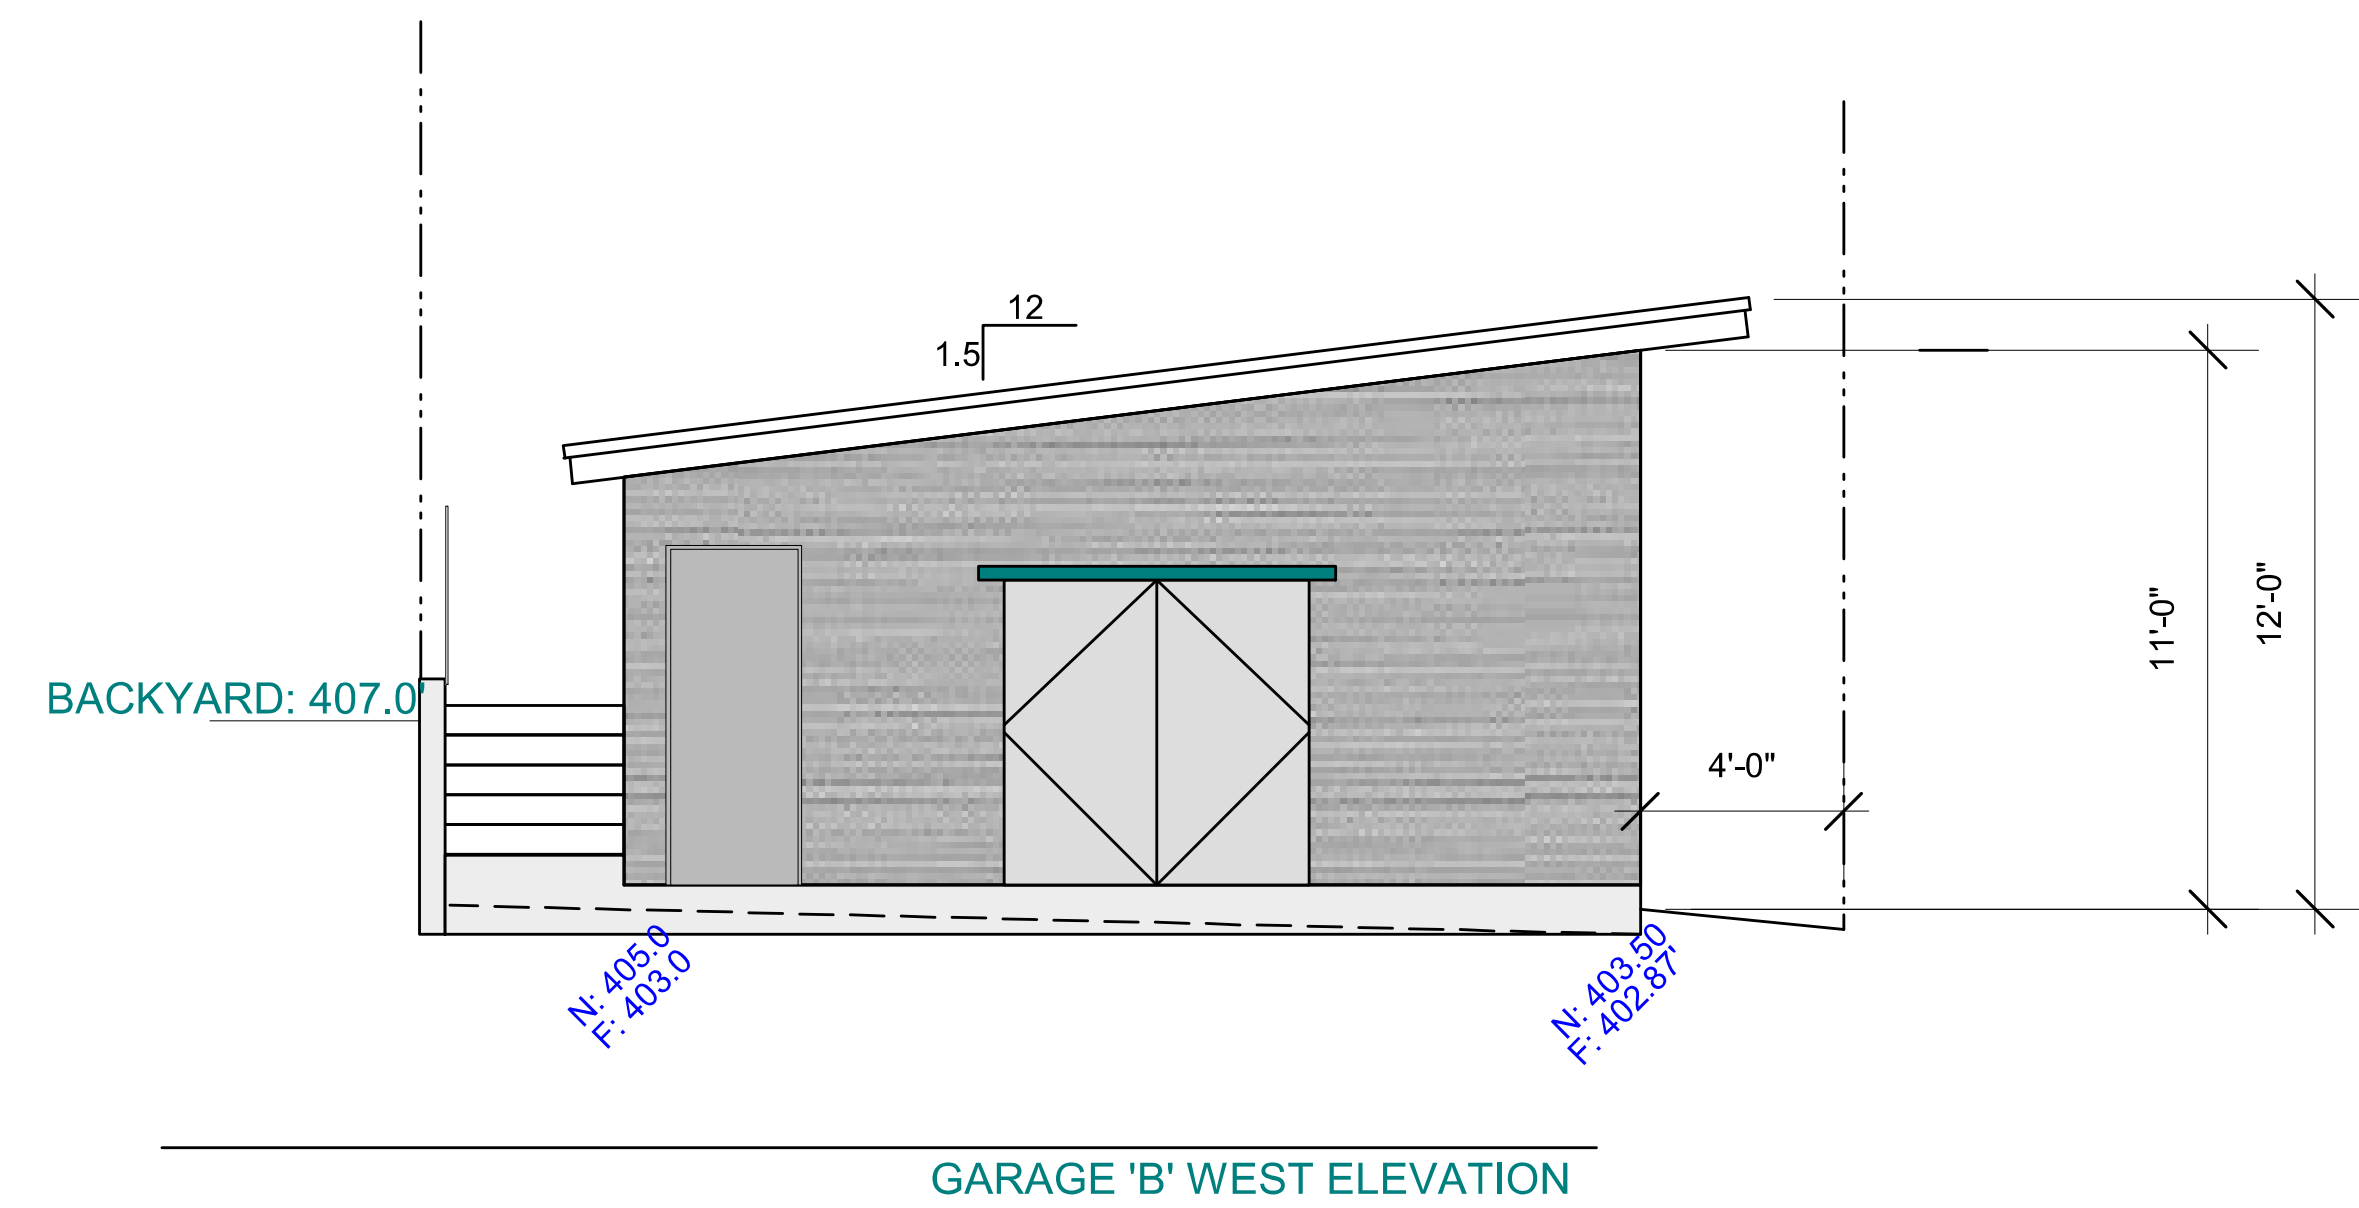 12
1.5
BACKYARD: 407.0'
4'-0"
11'-0"
12'-0"
N: 405.0
F: 403.0
N: 403.50
F: 402.87'
GARAGE 'B' WEST ELEVATION